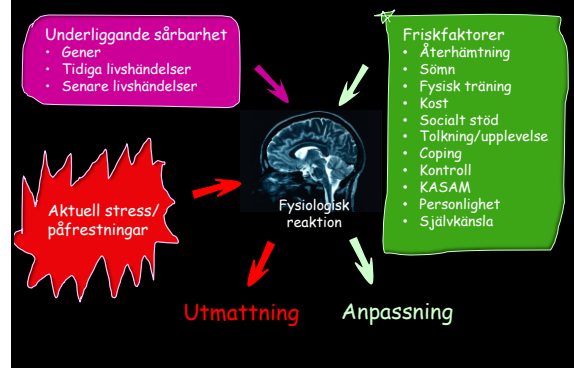 Underliggande sårbarhet
• Gener
• Tidiga livshändelser
• Senare livshändelser
Friskfaktorer
• Återhämtning
• Sömn
• Fysisk träning
• Kost
• Socialt stöd
• Tolkning/upplevelse
• Coping
• Kontroll
• KASAM
• Personlighet
• Självkänsla
Aktuell stress/
påfrestningar
Fysiologisk
reaktion
Utmattning
Anpassning